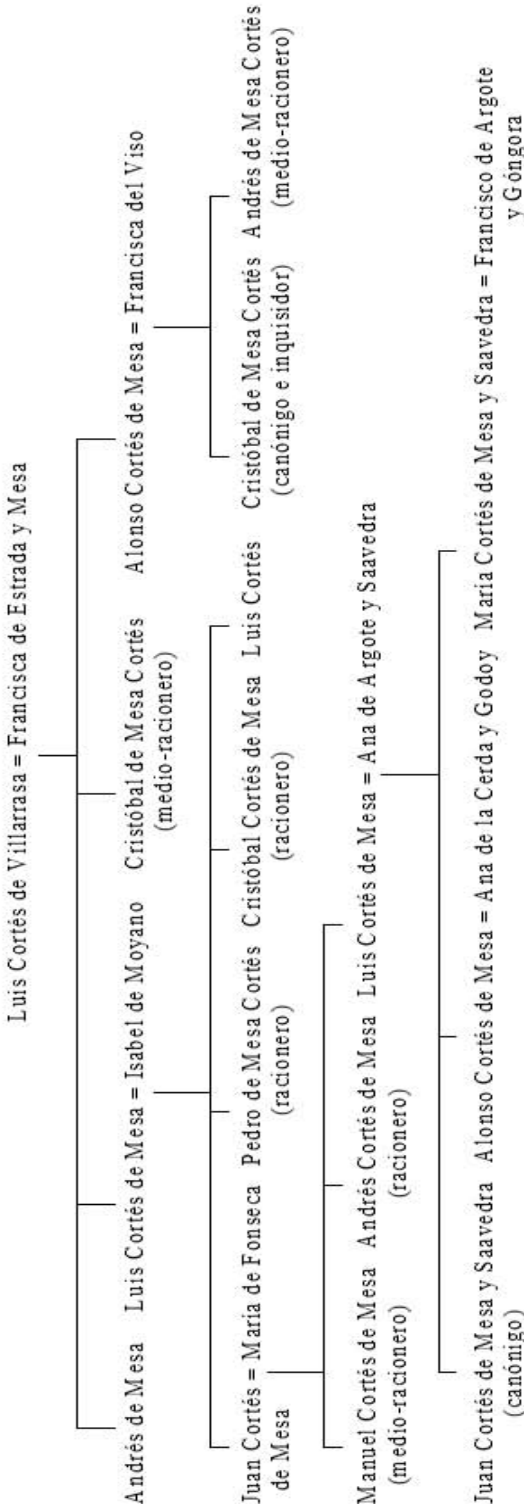 Luis Cortés de Villarrasa = Francisca de Estrada y Mesa
Andrés de Mesa Luis Cortés de Mesa = Isabel de Moyano Cristóbal de Mesa Cortés Alonso Cortés de Mesa = Francisca del Viso
(medio-racionero)
Juan Cortés = Maria de Fonseca Pedro de Mesa Cortés Cristóbal Cortés de Mesa Luis Cortés Cristóbal de Mesa Cortés Andrés de Mesa Cortés
de Mesa (racionero) (racionero) (canónigo e inquisidor) (medio-racionero)
Manuel Cortés de Mesa Andrés Cortés de Mesa Luis Cortés de Mesa = Ana de Argote y Saavedra
(medio-racionero) (racionero)
Juan Cortés de Mesa y Saavedra Alonso Cortés de Mesa = Ana de la Cerda y Godoy Maria Cortés de Mesa y Saavedra = Francisco de Argote
(canónigo) y Góngora